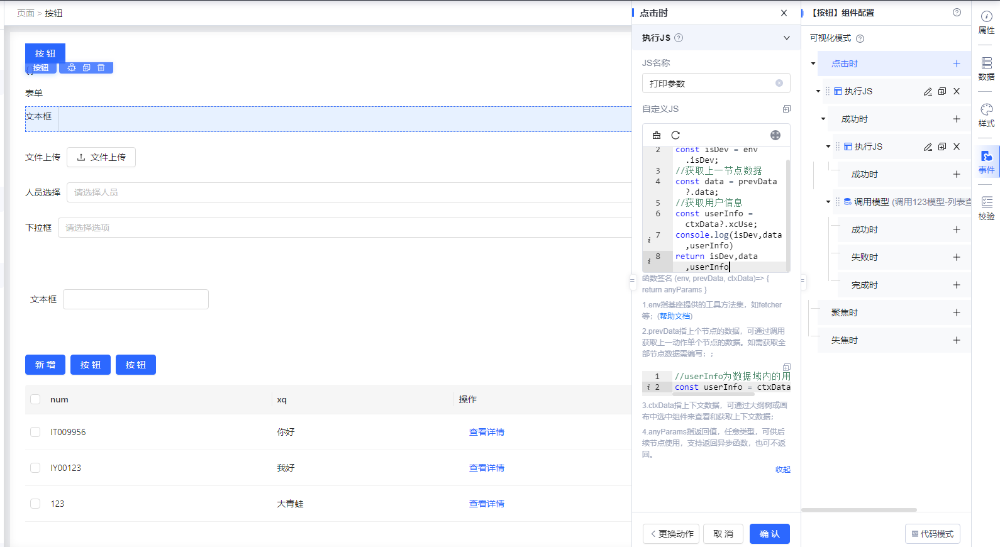 页面 > 按钮
按 钮
按钮
{}
表单
文本框
文件上传
文件上传
人员选择
请选择人员
下拉框
请选择选项
文本框
新 增
按 钮
按 钮
num
xq
操作
IT009956
你好
查看详情
IY00123
我好
查看详情
123
大青蛙
查看详情
点击时
执行JS
JS名称
打印参数
自定义JS
2 const isDev = env
.isDev;
3 //获取上一节点数据
4 const data = prevData
?.data;
5 //获取用户信息
6 const userInfo =
ctxData?.xcUse;
7 console.log(isDev,data
,userInfo)
8 return isDev,data
,userInfo
函数签名 (env, prevData, ctxData)=> {
return anyParams }
1.env指基座提供的工具方法集，如fetcher
等；(帮助文档)
2.prevData指上个节点的数据，可通过调用
获取上一动作单个节点的数据。如需获取全
部节点数据需编写：;
1 //userInfo为数据域内的用
2 const userInfo = ctxData
3.ctxData指上下文数据，可通过大纲树或画
布中选中组件来查看和获取上下文数据；
4.anyParams指返回值，任意类型，可供后
续节点使用，支持返回异步函数，也可不返
回。
收起
更换动作
取 消
确 认
【按钮】组件配置
可视化模式
点击时
执行JS
成功时
执行JS
成功时
调用模型 (调用123模型-列表查
成功时
失败时
完成时
聚焦时
失焦时
代码模式
属性
数据
样式
事件
校验